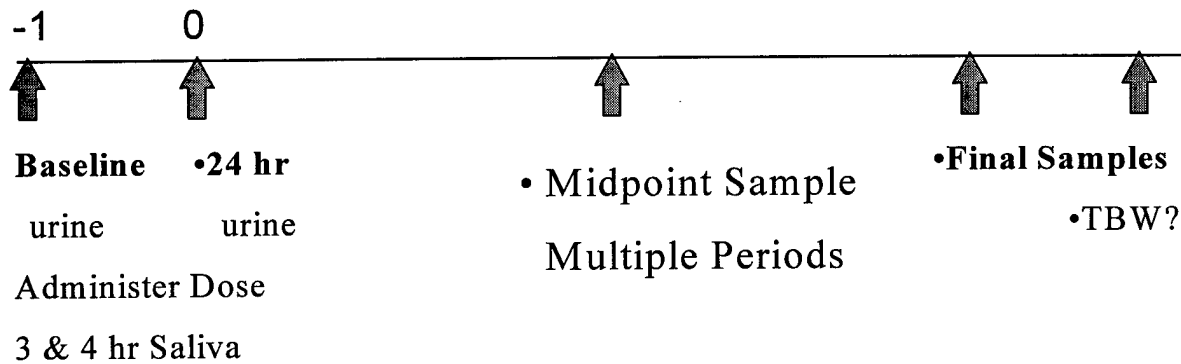 -1 0
Baseline •24 hr •Final Samples
urine urine •TBW?
• Midpoint Sample
Multiple Periods
Administer Dose
3 & 4 hr Saliva